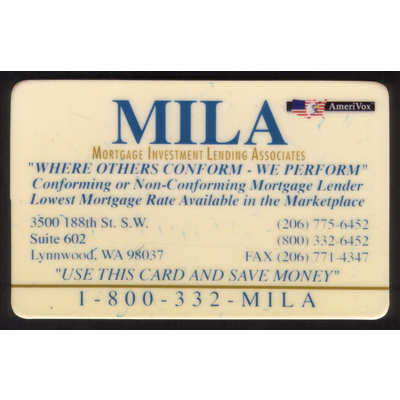 MILA
AmeriVox
MORTGAGE INVESTMENT LENDING ASSOCIATES
"WHERE OTHERS CONFORM - WE PERFORM"
Conforming or Non-Conforming Mortgage Lender
Lowest Mortgage Rate Available in the Marketplace
3500 188th St. S.W. (206) 775-6452
Suite 602 (800) 332-6452
Lynnwood, WA 98037 FAX (206) 771-4347
"USE THIS CARD AND SAVE MONEY"
1-800-332-MILA